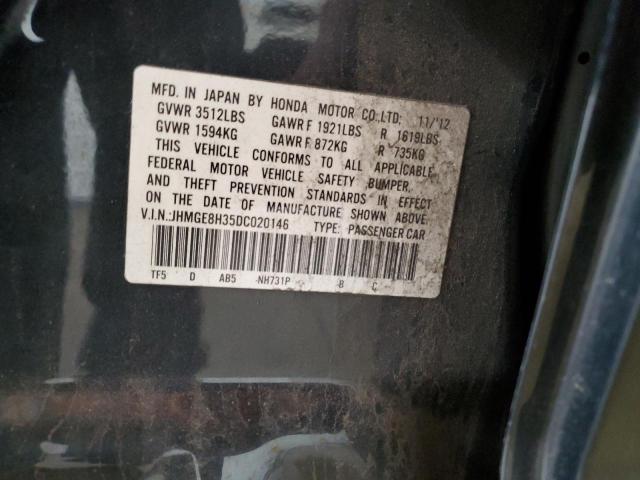 MFD. IN JAPAN BY HONDA MOTOR CO.,LTD; 11/'12
GVWR 3512LBS GAWR F 1921LBS R 1619LBS
GVWR 1594KG GAWR F 872KG R 735KG
THIS VEHICLE CONFORMS TO ALL APPLICABLE
FEDERAL MOTOR VEHICLE SAFETY BUMPER,
AND THEFT PREVENTION STANDARDS IN EFFECT
ON THE DATE OF MANUFACTURE SHOWN ABOVE.
V.I.N.:JHMGE8H35DC020146 TYPE: PASSENGER CAR
TF5 D AB5 NH731P B C